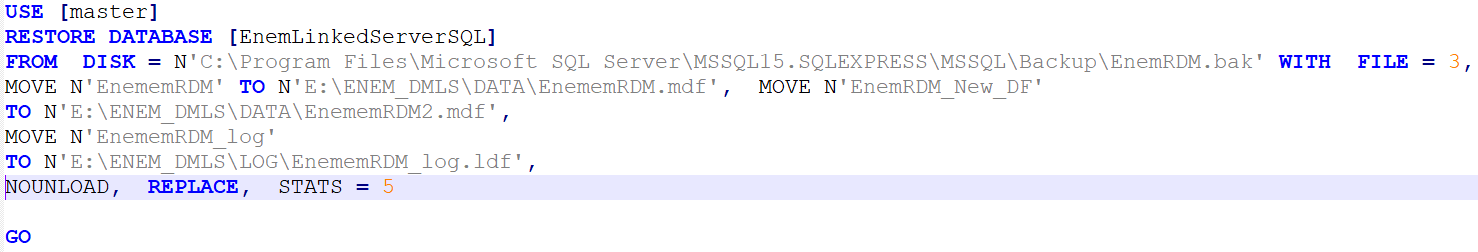 USE [master]
RESTORE DATABASE [EnemLinkedServerSQL]
FROM  DISK = N'C:\Program Files\Microsoft SQL Server\MSSQL15.SQLEXPRESS\MSSQL\Backup\EnemRDM.bak' WITH  FILE = 3,
MOVE N'EnememRDM' TO N'E:\ENEM_DMLS\DATA\EnememRDM.mdf',  MOVE N'EnemRDM_New_DF'
TO N'E:\ENEM_DMLS\DATA\EnememRDM2.mdf',
MOVE N'EnememRDM_log'
TO N'E:\ENEM_DMLS\LOG\EnememRDM_log.ldf',
NOUNLOAD,  REPLACE,  STATS = 5
GO